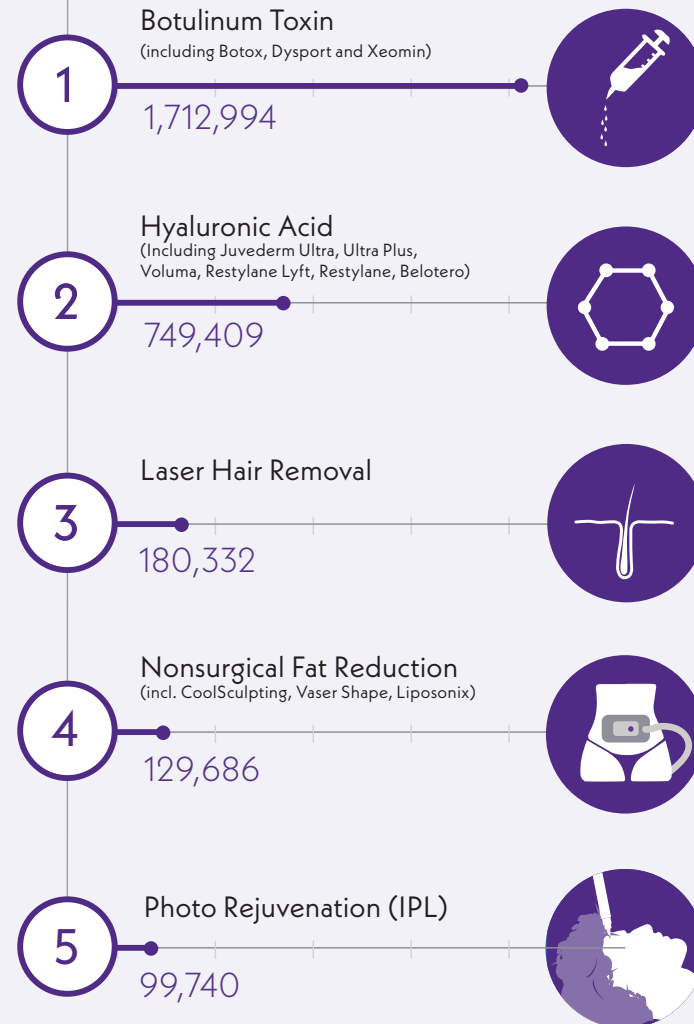 Botulinum Toxin
(including Botox, Dysport and Xeomin)
1
1,712,994
Hyaluronic Acid
(Including Juvederm Ultra, Ultra Plus,
Voluma, Restylane Lyft, Restylane, Belotero)
2
749,409
Laser Hair Removal
3
180,332
Nonsurgical Fat Reduction
(incl. CoolSculpting, Vaser Shape, Liposonix)
4
129,686
Photo Rejuvenation (IPL)
5
99,740